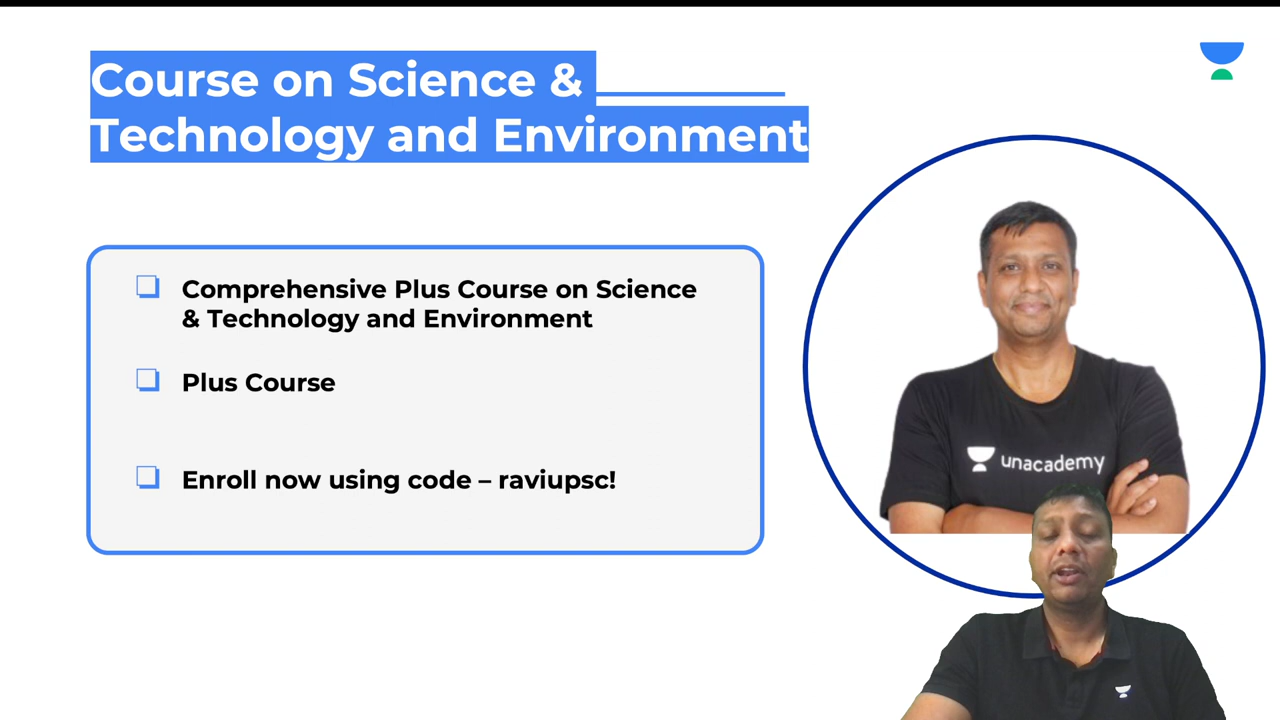 Course on Science &
Technology and Environment
Comprehensive Plus Course on Science
& Technology and Environment
Plus Course
Enroll now using code – raviupsc!
unacademy